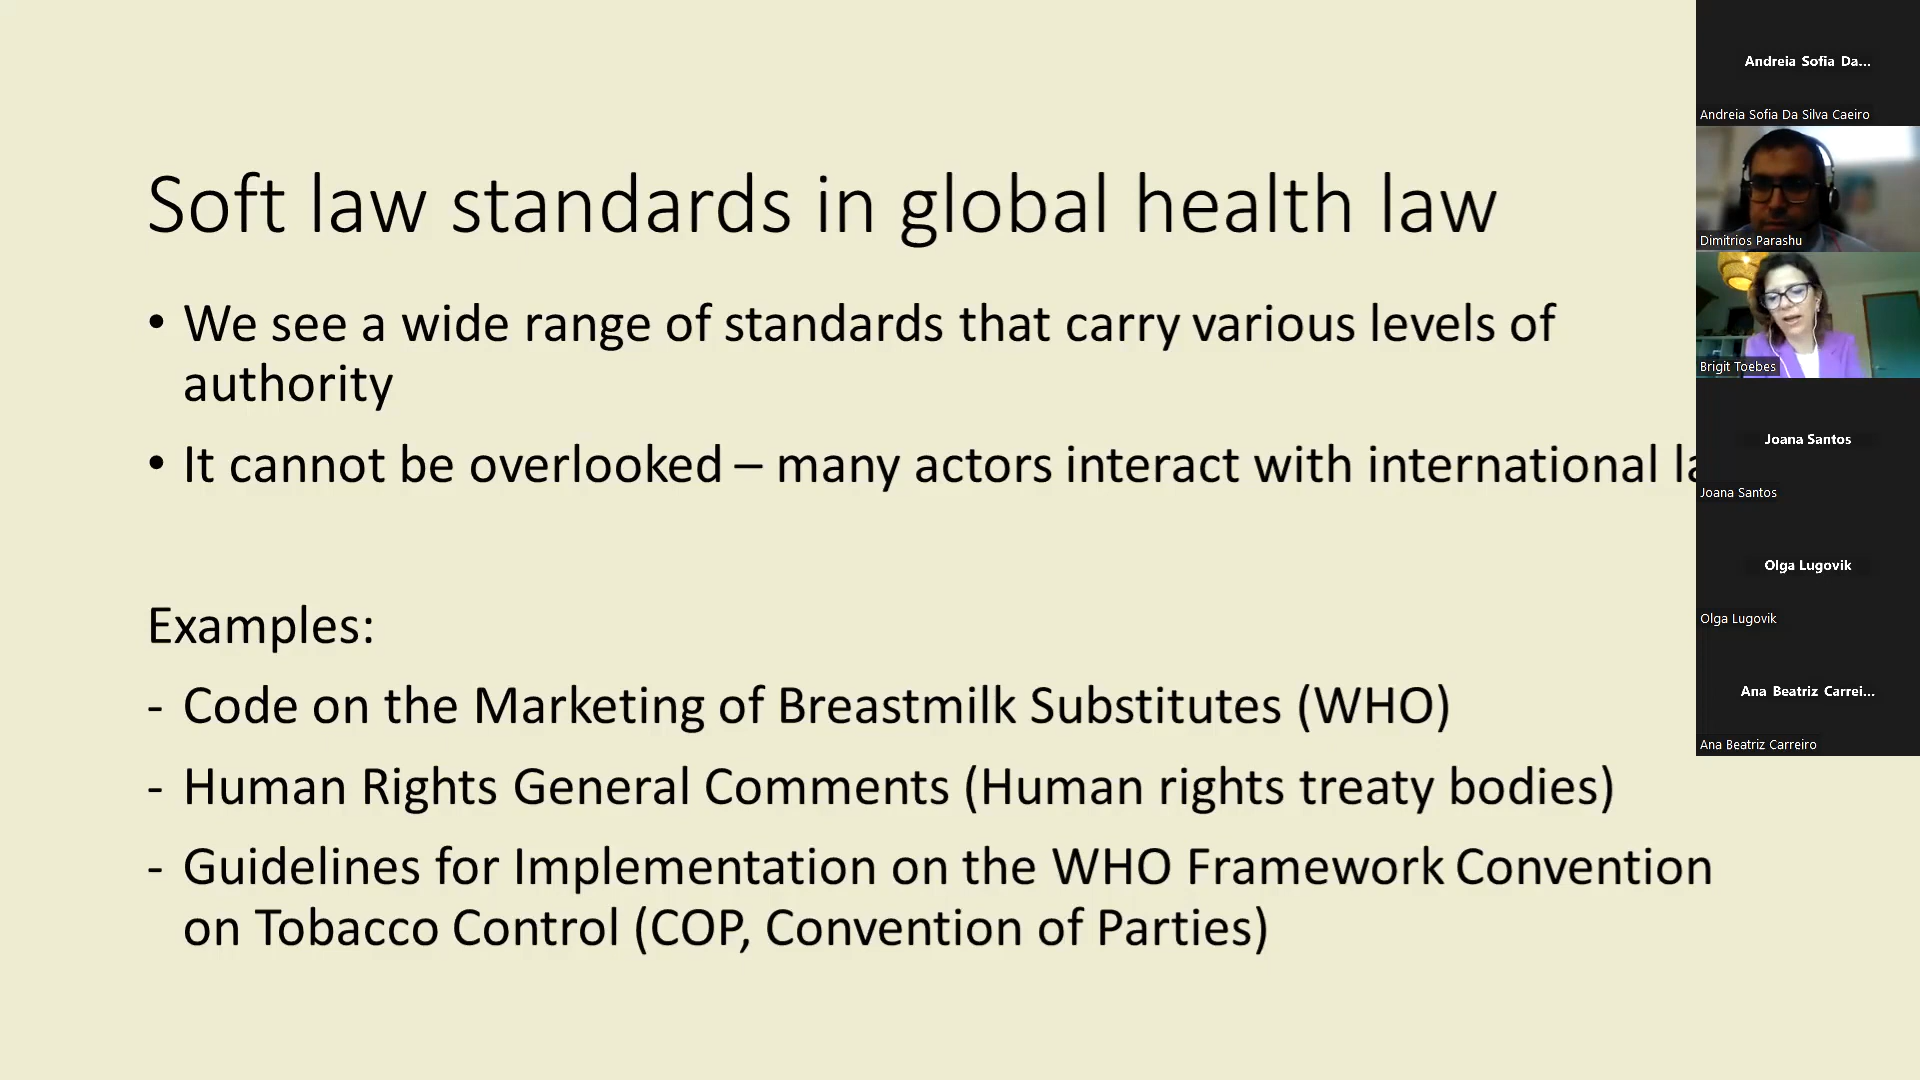 Soft law standards in global health law
• We see a wide range of standards that carry various levels of
authority
• It cannot be overlooked – many actors interact with international
Examples:
- Code on the Marketing of Breastmilk Substitutes (WHO)
- Human Rights General Comments (Human rights treaty bodies)
- Guidelines for Implementation on the WHO Framework Convention
on Tobacco Control (COP, Convention of Parties)
Andreia Sofia Da...
Andreia Sofia Da Silva Caeiro
Dimitrios Parashu
Brigit Toebes
Joana Santos
Joana Santos
Olga Lugovik
Olga Lugovik
Ana Beatriz Carrei...
Ana Beatriz Carreiro